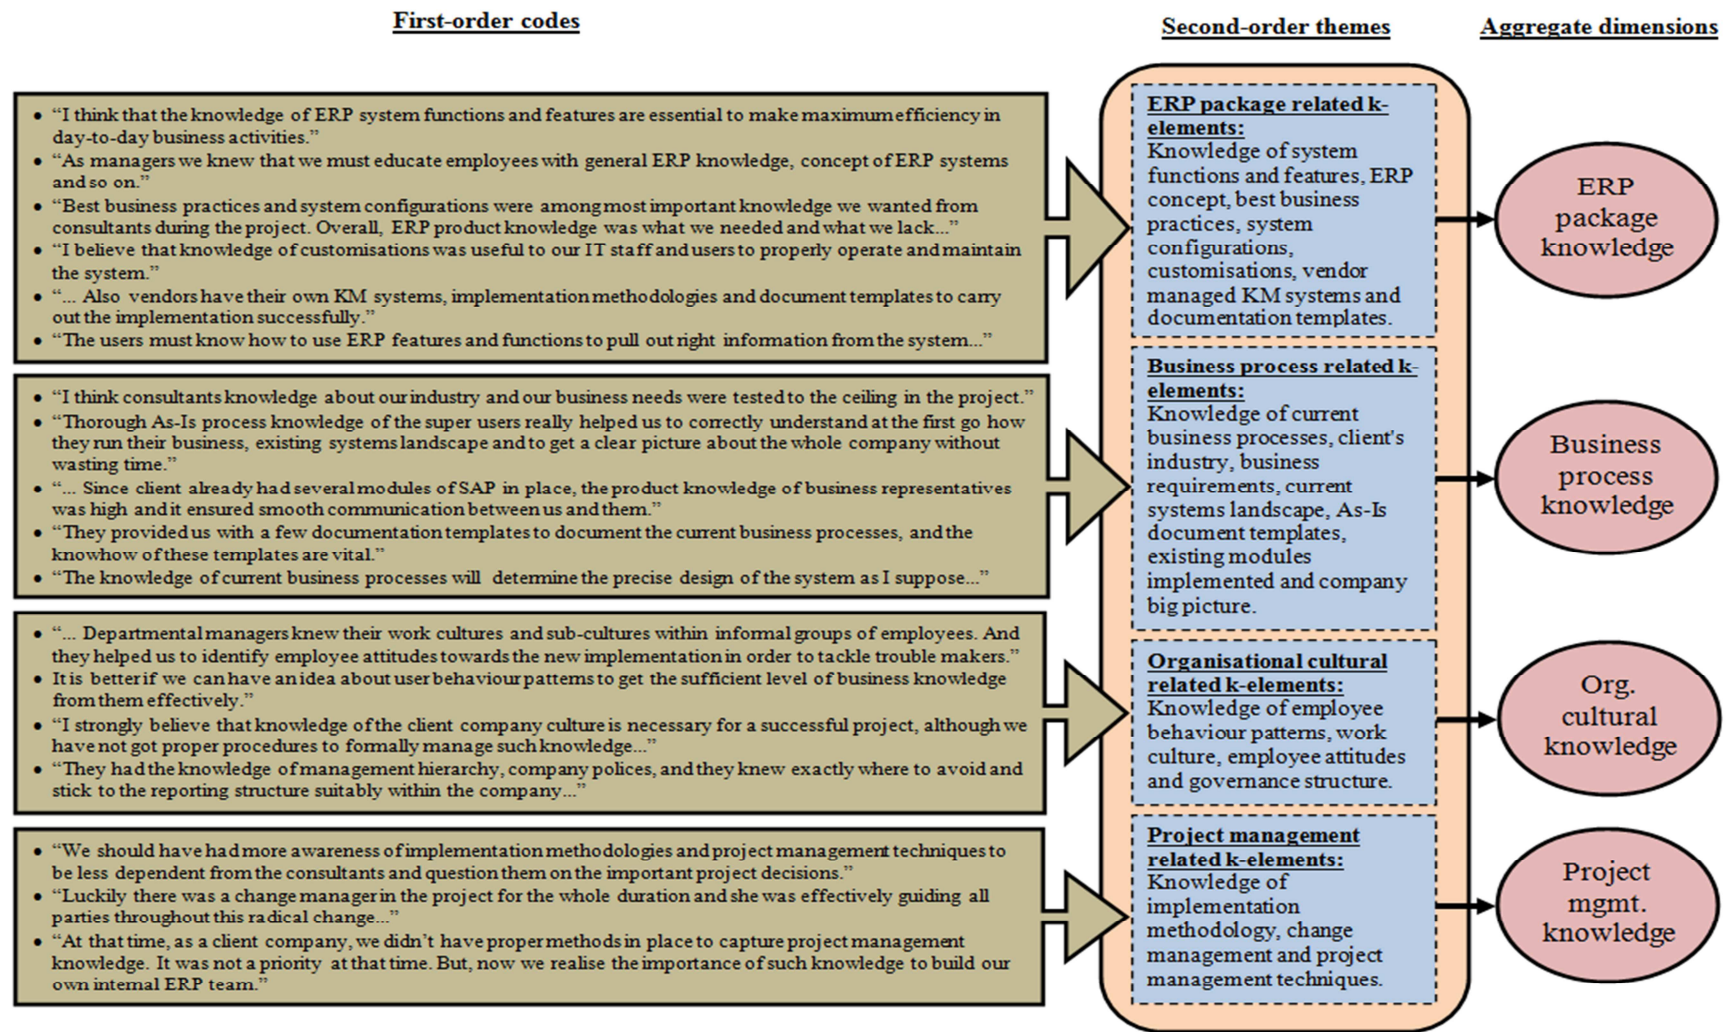 First-order codes
Second-order themes
Aggregate dimensions
• “I think that the knowledge of ERP system functions and features are essential to make maximum efficiency in
day-to-day business activities.”
• “As managers we knew that we must educate employees with general ERP knowledge, concept of ERP systems
and so on.”
• “Best business practices and system configurations were among most important knowledge we wanted from
consultants during the project. Overall, ERP product knowledge was what we needed and what we lack...”
• “I believe that knowledge of customisations was useful to our IT staff and users to properly operate and maintain
the system.”
• “... Also vendors have their own KM systems, implementation methodologies and document templates to carry
out the implementation successfully.”
• “The users must know how to use ERP features and functions to pull out right information from the system...”
ERP package related k-
elements:
Knowledge of system
functions and features, ERP
concept, best business
practices, system
configurations,
customisations, vendor
managed KM systems and
documentation templates.
ERP
package
knowledge
• “I think consultants knowledge about our industry and our business needs were tested to the ceiling in the project.”
• “Thorough As-Is process knowledge of the super users really helped us to correctly understand at the first go how
they run their business, existing systems landscape and to get a clear picture about the whole company without
wasting time.”
• “... Since client already had several modules of SAP in place, the product knowledge of business representatives
was high and it ensured smooth communication between us and them.”
• “They provided us with a few documentation templates to document the current business processes, and the
knowhow of these templates are vital.”
• “The knowledge of current business processes will determine the precise design of the system as I suppose...”
Business process related k-
elements:
Knowledge of current
business processes, client's
industry, business
requirements, current
systems landscape, As-Is
document templates,
existing modules
implemented and company
big picture.
Business
process
knowledge
• “... Departmental managers knew their work cultures and sub-cultures within informal groups of employees. And
they helped us to identify employee attitudes towards the new implementation in order to tackle trouble makers.”
• It is better if we can have an idea about user behaviour patterns to get the sufficient level of business knowledge
from them effectively.”
• “I strongly believe that knowledge of the client company culture is necessary for a successful project, although we
have not got proper procedures to formally manage such knowledge...”
• “They had the knowledge of management hierarchy, company polices, and they knew exactly where to avoid and
stick to the reporting structure suitably within the company...”
Organisational cultural
related k-elements:
Knowledge of employee
behaviour patterns, work
culture, employee attitudes
and governance structure.
Org.
cultural
knowledge
• “We should have had more awareness of implementation methodologies and project management techniques to
be less dependent from the consultants and question them on the important project decisions.”
• “Luckily there was a change manager in the project for the whole duration and she was effectively guiding all
parties throughout this radical change...”
• “At that time, as a client company, we didn’t have proper methods in place to capture project management
knowledge. It was not a priority at that time. But, now we realise the importance of such knowledge to build our
own internal ERP team.”
Project management
related k-elements:
Knowledge of
implementation
methodology, change
management and project
management techniques.
Project
mgmt.
knowledge